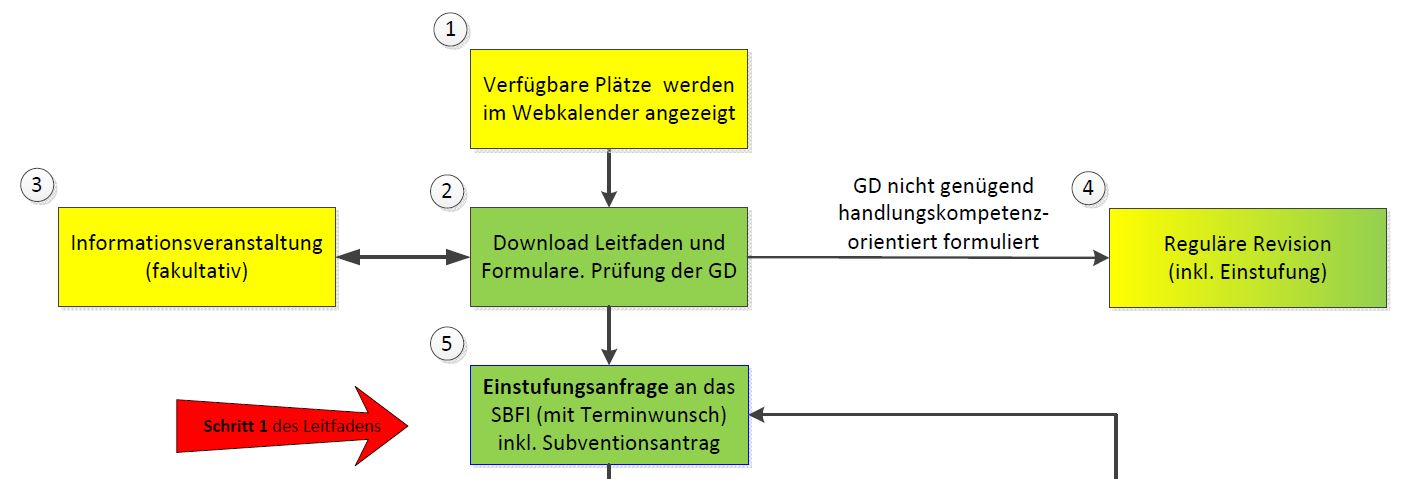 1
Verfügbare Plätze werden
im Webkalender angezeigt
3
Informationsveranstaltung
(fakultativ)
2
Download Leitfaden und
Formulare. Prüfung der GD
GD nicht genügend
handlungskompetenz-
orientiert formuliert
4
Reguläre Revision
(inkl. Einstufung)
5
Einstufungsanfrage an das
SBFI (mit Terminwunsch)
inkl. Subventionsantrag
Schritt 1 des Leitfadens